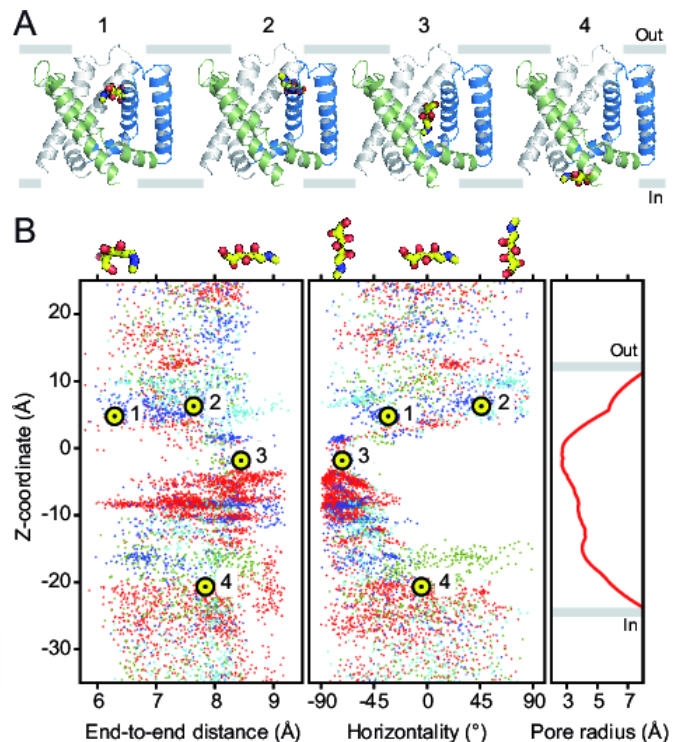 A
1 2 3 4
Out
In
B
20
10
0
-10
-20
-30
Z-coordinate (Å)
1 2
3
4
6 7 8 9
End-to-end distance (Å)
1 2
3
4
-90 -45 0 45 90
Horizontality (°)
Out
In
3 5 7
Pore radius (Å)